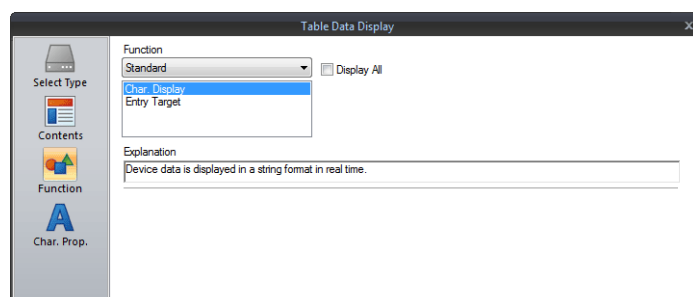 Table Data Display
x
Select Type
Contents
Function
Char. Prop.
Function
Standard
Display All
Char. Display
Entry Target
Explanation
Device data is displayed in a string format in real time.